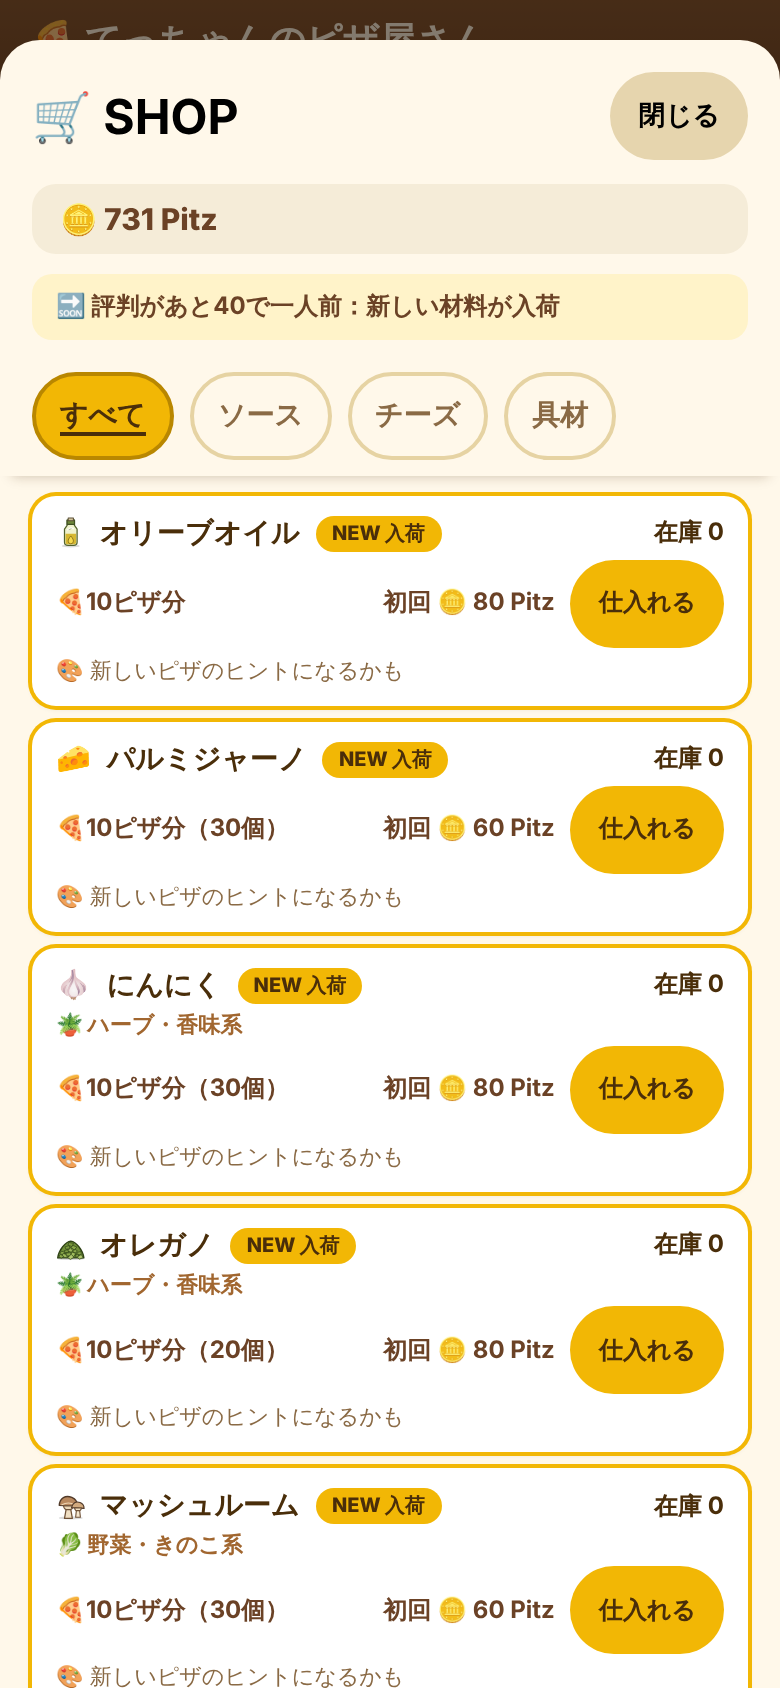 てっちゃんのピザ屋さん
SHOP
閉じる
731 Pitz
SOON 評判があと40で一人前：新しい材料が入荷
すべて ソース チーズ 具材
オリーブオイル NEW 入荷 在庫 0
10ピザ分 初回 80 Pitz 仕入れる
新しいピザのヒントになるかも
パルミジャーノ NEW 入荷 在庫 0
10ピザ分（30個） 初回 60 Pitz 仕入れる
新しいピザのヒントになるかも
にんにく NEW 入荷 在庫 0
ハーブ・香味系
10ピザ分（30個） 初回 80 Pitz 仕入れる
新しいピザのヒントになるかも
オレガノ NEW 入荷 在庫 0
ハーブ・香味系
10ピザ分（20個） 初回 80 Pitz 仕入れる
新しいピザのヒントになるかも
マッシュルーム NEW 入荷 在庫 0
野菜・きのこ系
10ピザ分（30個） 初回 60 Pitz 仕入れる
新しいピザのヒントになるかも